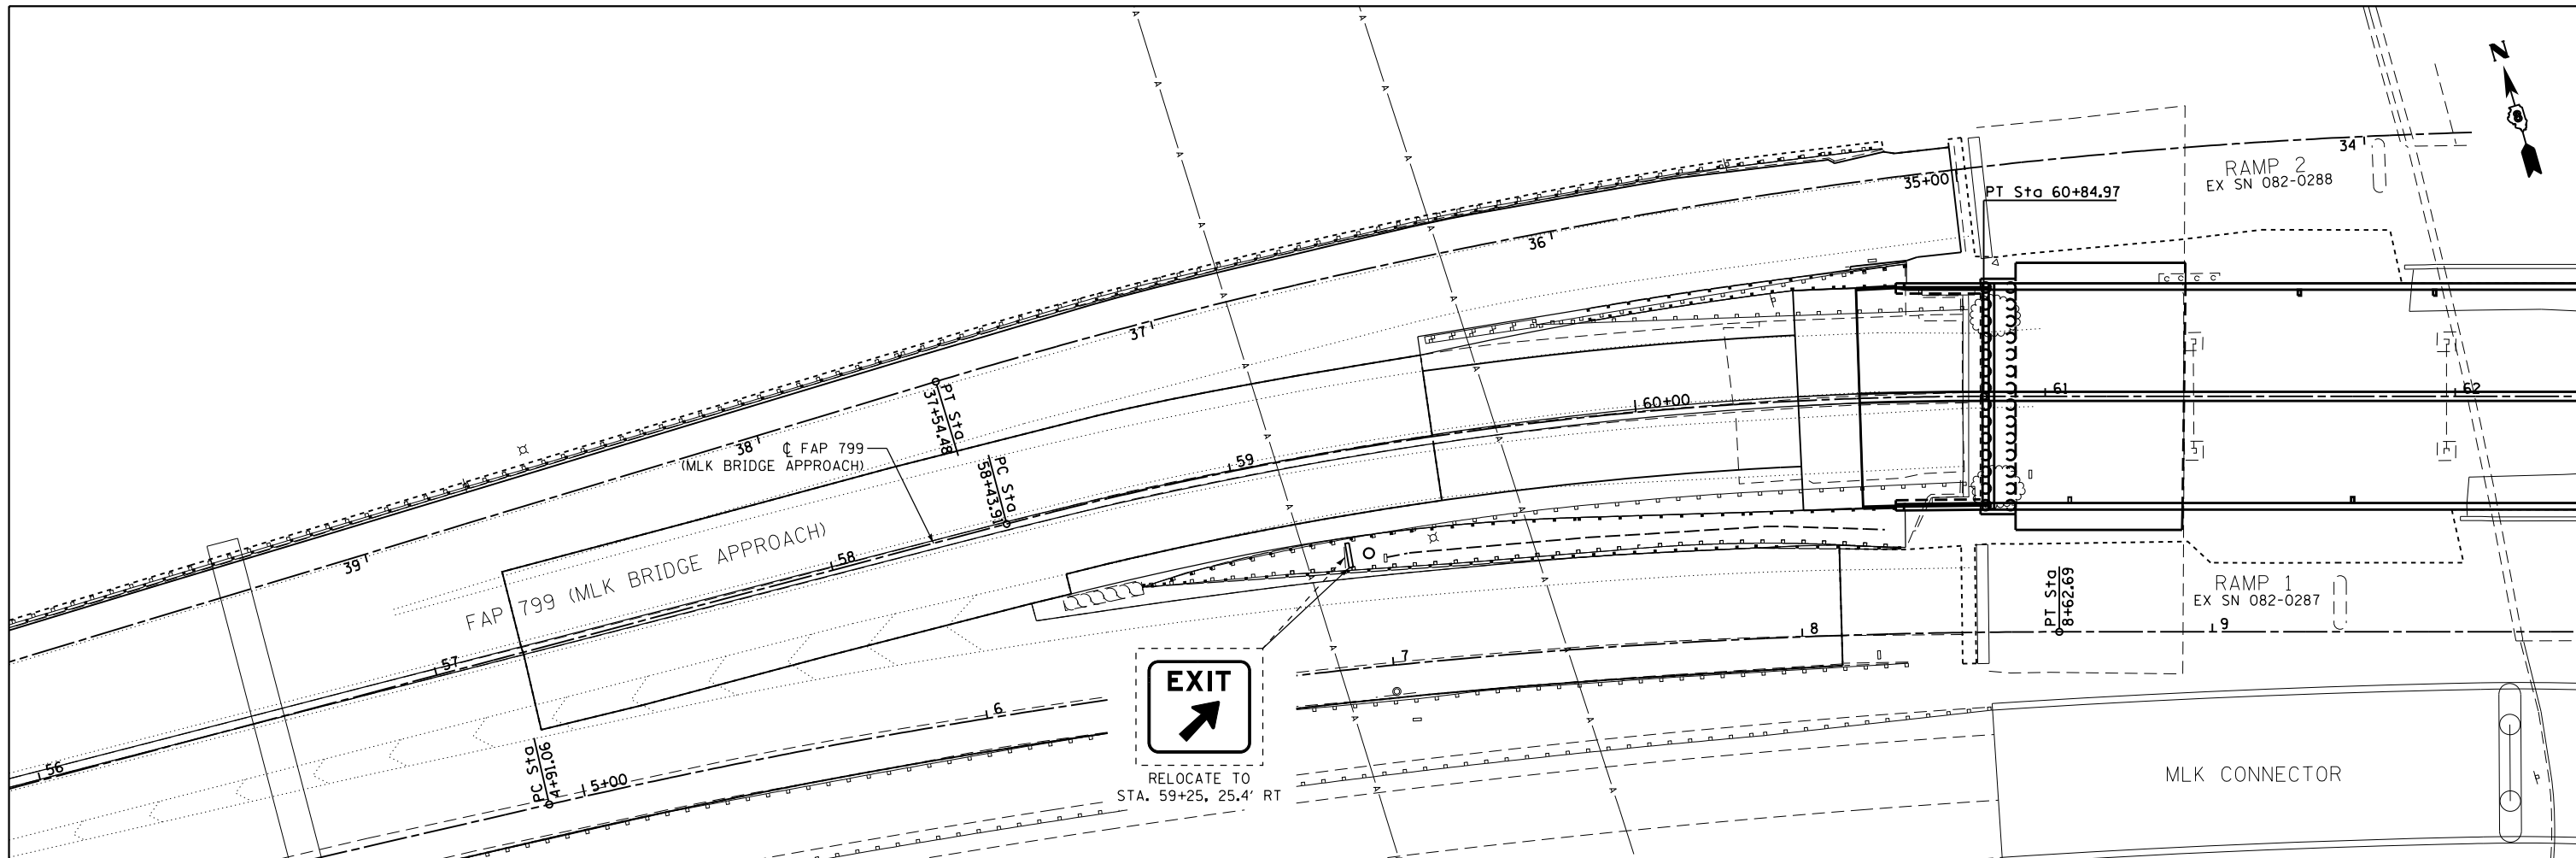 N
34
RAMP 2
EX SN 082-0288
35+00
PT Sta 60+84.97
36
37
38
39
PT Sta
37+54.48
℄ FAP 799
(MLK BRIDGE APPROACH)
PC Sta
58+43.91
FAP 799 (MLK BRIDGE APPROACH)
56
57
58
59
60+00
61
62
RAMP 1
EX SN 082-0287
PT Sta
8+62.69
PC Sta
4+91.06
5+00
6
7
8
9
EXIT
RELOCATE TO
STA. 59+25, 25.4' RT
MLK CONNECTOR
A A A A A A A A A A
A A A A A A A A A A
C C C C
P
P